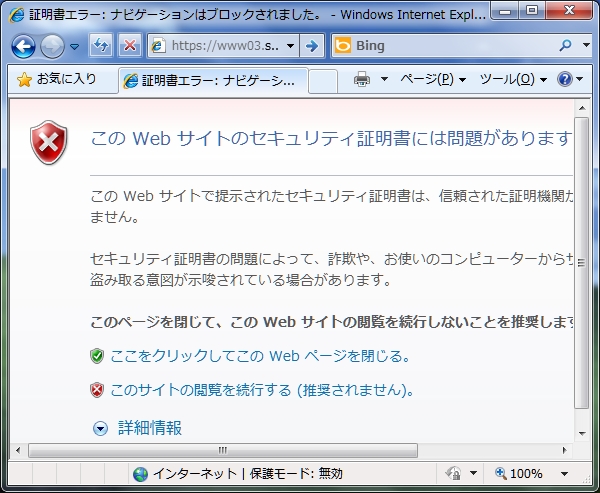 証明書エラー: ナビゲーションはブロックされました。 - Windows Internet Expl...
https://www03.s...
Bing
お気に入り
証明書エラー: ナビゲーシ...
ページ(P)
ツール(O)
この Web サイトのセキュリティ証明書には問題があります
この Web サイトで提示されたセキュリティ証明書は、信頼された証明機関か
ません。
セキュリティ証明書の問題によって、詐欺や、お使いのコンピューターから
盗み取る意図が示唆されている場合があります。
このページを閉じて、この Web サイトの閲覧を続行しないことを推奨します
ここをクリックしてこの Web ページを閉じる。
このサイトの閲覧を続行する (推奨されません)。
詳細情報
インターネット | 保護モード: 無効
100%